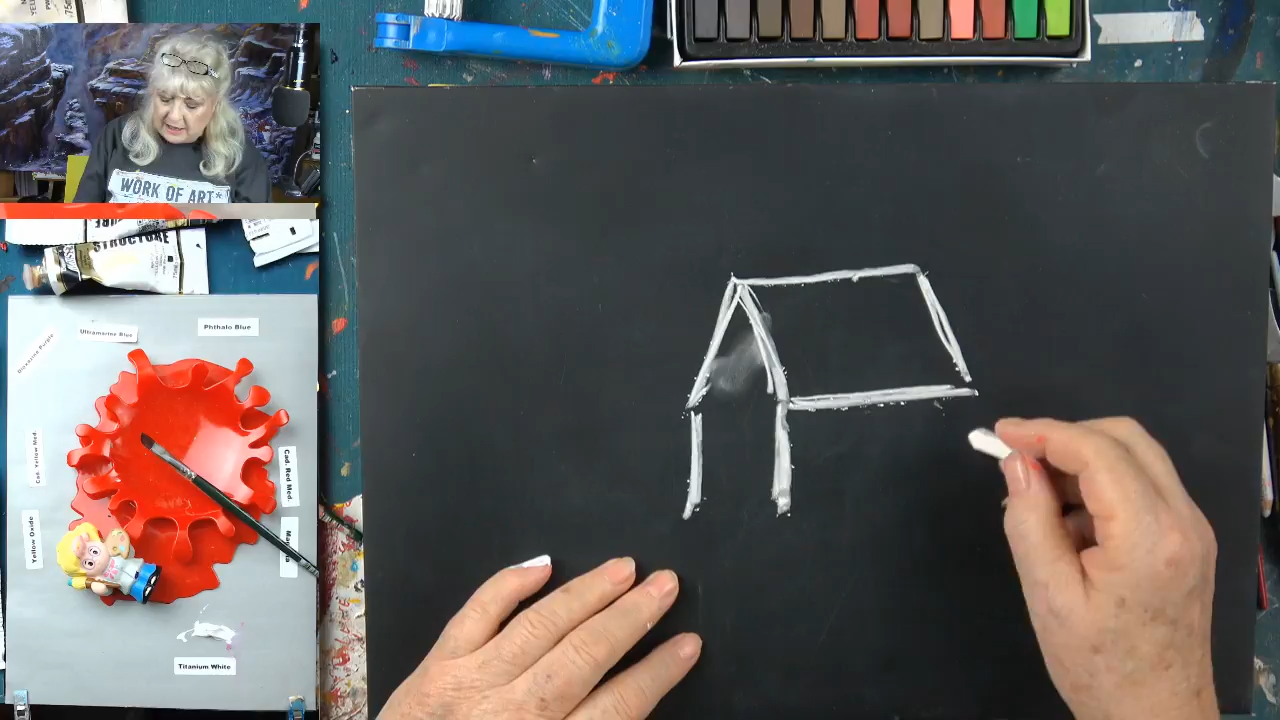 WORK OF ART*
STRUCTURE
Ultramarine Blue
Phthalo Blue
Dioxazine Purple
Cad. Yellow Med.
Cad. Red Med.
Yellow Oxide
Titanium White